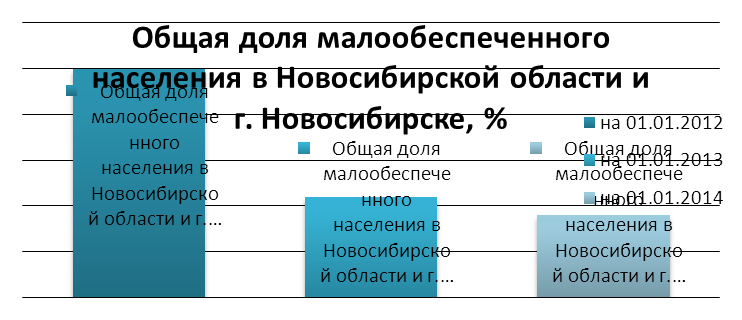 Общая доля малообеспеченного
населения в Новосибирской области и
г. Новосибирске, %
Общая доля
малообеспече
нного
населения в
Новосибирско
й области и г.…
Общая доля
малообеспече
нного
населения в
Новосибирско
й области и г.…
Общая доля
малообеспече
нного
населения в
Новосибирско
й области и г.…
на 01.01.2012
на 01.01.2013
на 01.01.2014